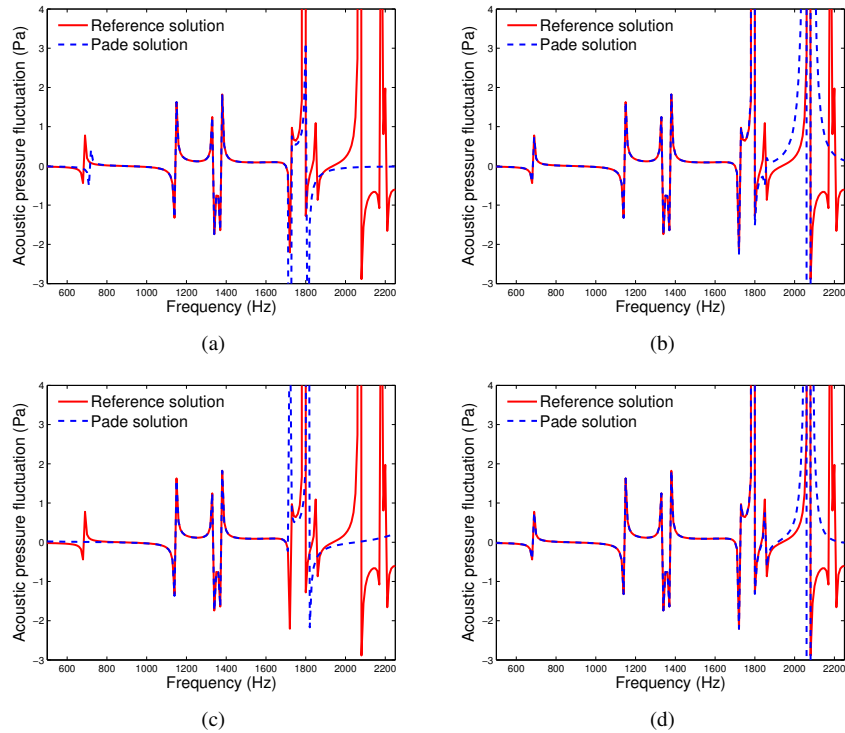 Acoustic pressure fluctuation (Pa)
4
3
2
1
0
−1
−2
−3
Reference solution
Pade solution
600 800 1000 1200 1400 1600 1800 2000 2200
Frequency (Hz)
(a)
Acoustic pressure fluctuation (Pa)
4
3
2
1
0
−1
−2
−3
Reference solution
Pade solution
600 800 1000 1200 1400 1600 1800 2000 2200
Frequency (Hz)
(b)
Acoustic pressure fluctuation (Pa)
4
3
2
1
0
−1
−2
−3
Reference solution
Pade solution
600 800 1000 1200 1400 1600 1800 2000 2200
Frequency (Hz)
(c)
Acoustic pressure fluctuation (Pa)
4
3
2
1
0
−1
−2
−3
Reference solution
Pade solution
600 800 1000 1200 1400 1600 1800 2000 2200
Frequency (Hz)
(d)